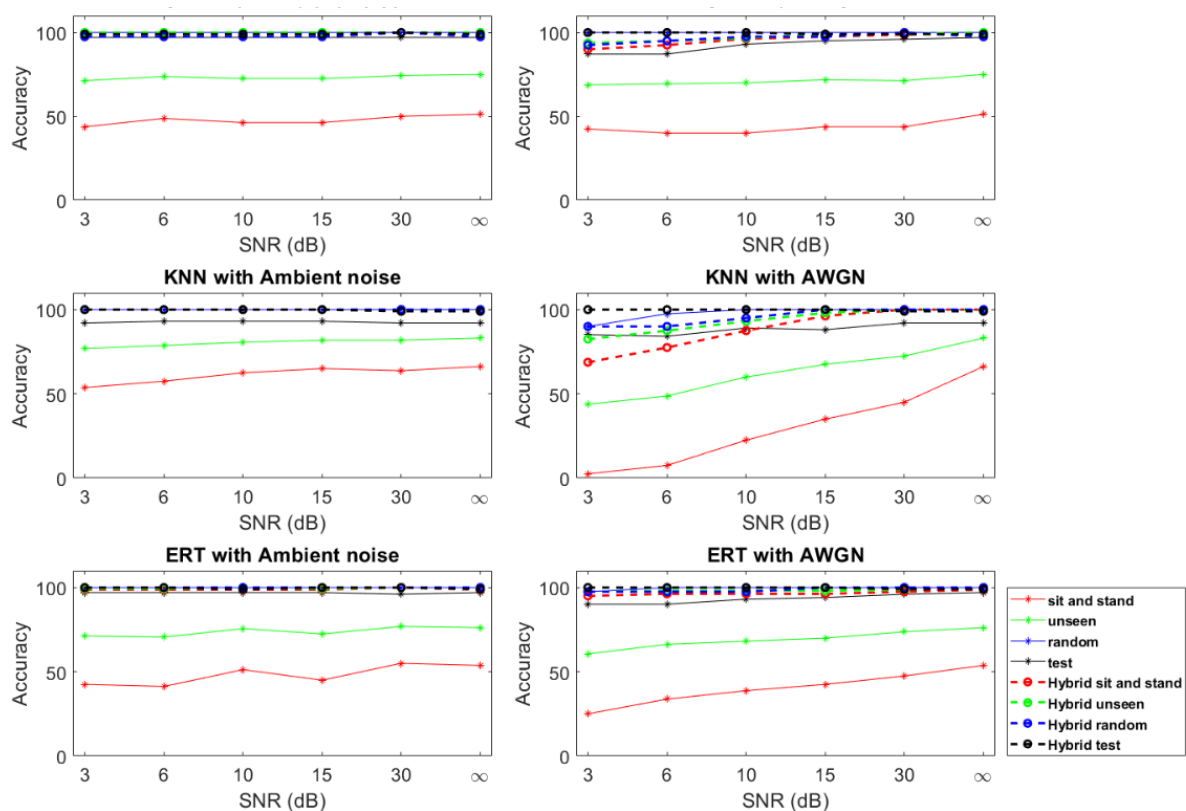 100
50
0
Accuracy
3 6 10 15 30 ∞
SNR (dB)
100
50
0
Accuracy
3 6 10 15 30 ∞
SNR (dB)
KNN with Ambient noise
100
50
0
Accuracy
3 6 10 15 30 ∞
SNR (dB)
KNN with AWGN
100
50
0
Accuracy
3 6 10 15 30 ∞
SNR (dB)
ERT with Ambient noise
100
50
0
Accuracy
3 6 10 15 30 ∞
SNR (dB)
ERT with AWGN
100
50
0
Accuracy
3 6 10 15 30 ∞
SNR (dB)
sit and stand
unseen
random
test
Hybrid sit and stand
Hybrid unseen
Hybrid random
Hybrid test